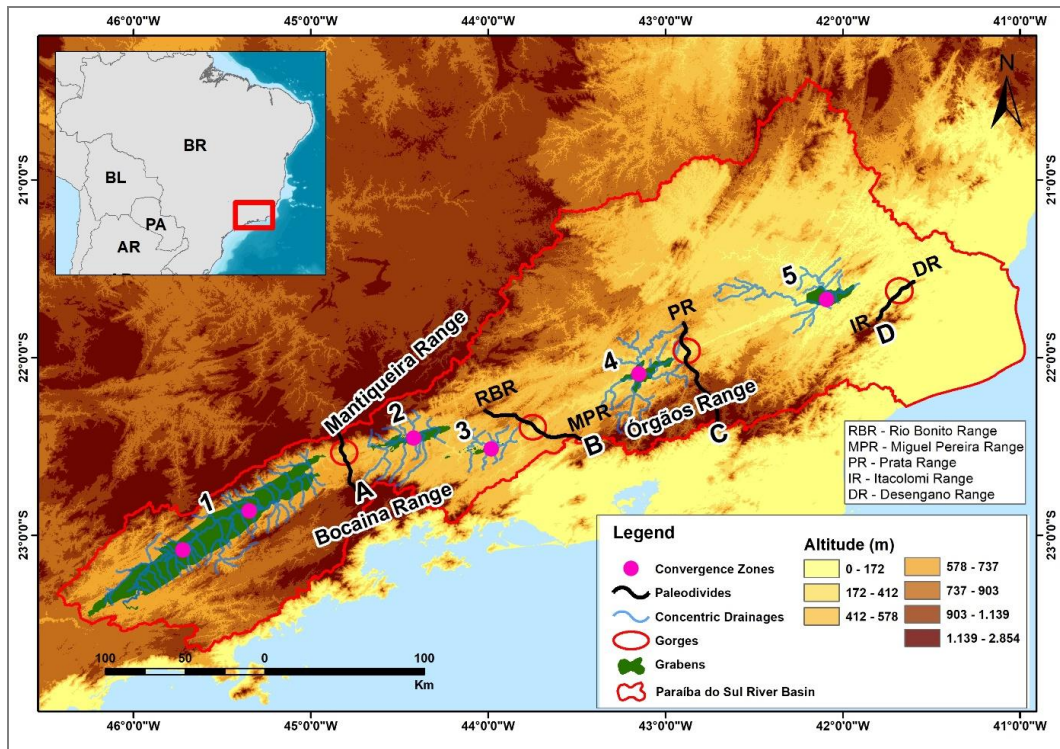 46°0'0"W
45°0'0"W
44°0'0"W
43°0'0"W
42°0'0"W
41°0'0"W
21°0'0"S
22°0'0"S
23°0'0"S
21°0'0"S
22°0'0"S
23°0'0"S
BR
BL
PA
AR
N
5
DR
IR
D
PR
4
Mantiqueira Range
RBR
MPR
B
Órgãos Range
C
2
3
A
Bocaina Range
1
RBR - Rio Bonito Range
MPR - Miguel Pereira Range
PR - Prata Range
IR - Itacolomi Range
DR - Desengano Range
Legend
Convergence Zones
Paleodivides
Concentric Drainages
Gorges
Grabens
Paraíba do Sul River Basin
Altitude (m)
0 - 172
172 - 412
412 - 578
578 - 737
737 - 903
903 - 1.139
1.139 - 2.854
100 50 0 100
Km
46°0'0"W
45°0'0"W
44°0'0"W
43°0'0"W
42°0'0"W
41°0'0"W